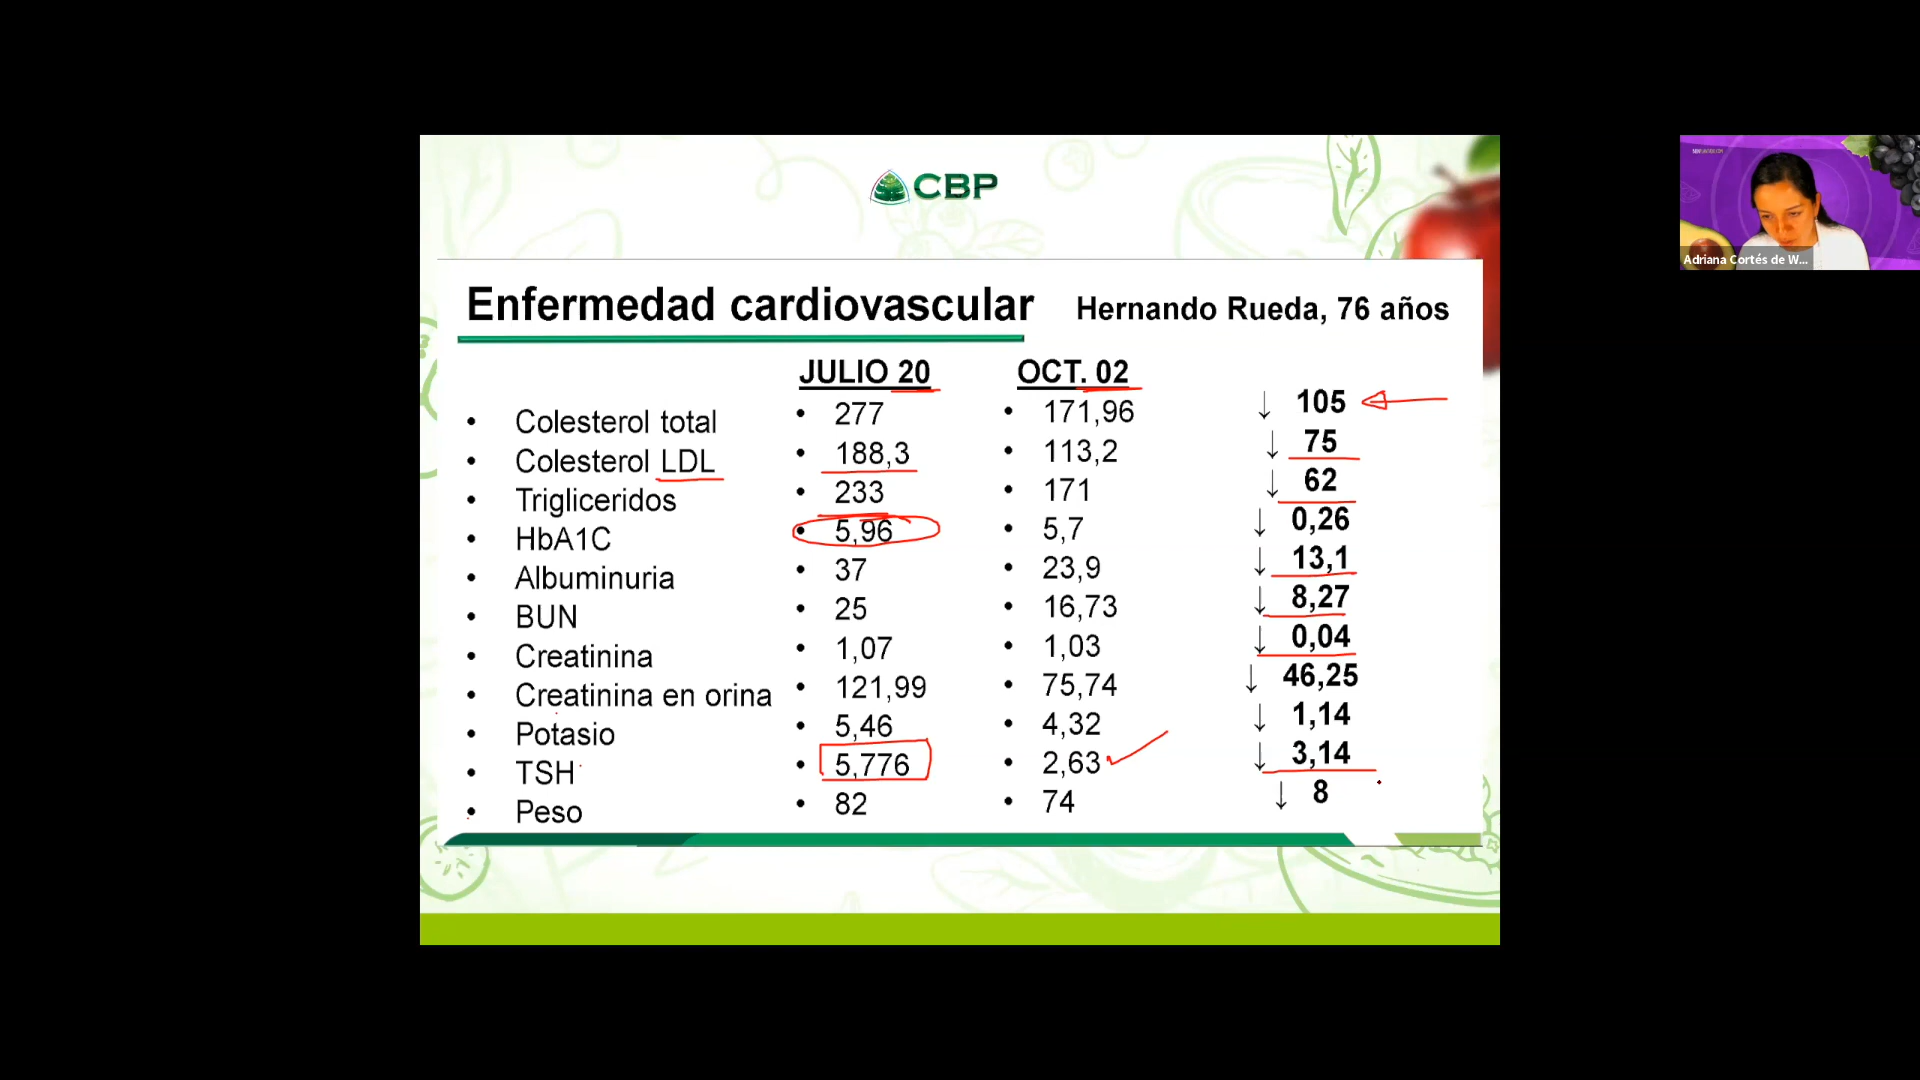 CBP
Enfermedad cardiovascular Hernando Rueda, 76 años
JULIO 20 OCT. 02
• Colesterol total • 277 • 171,96 ↓ 105
• Colesterol LDL • 188,3 • 113,2 ↓ 75
• Trigliceridos • 233 • 171 ↓ 62
• HbA1C • 5,96 • 5,7 ↓ 0,26
• Albuminuria • 37 • 23,9 ↓ 13,1
• BUN • 25 • 16,73 ↓ 8,27
• Creatinina • 1,07 • 1,03 ↓ 0,04
• Creatinina en orina • 121,99 • 75,74 ↓ 46,25
• Potasio • 5,46 • 4,32 ↓ 1,14
• TSH • 5,776 • 2,63 ↓ 3,14
• Peso • 82 • 74 ↓ 8
Adriana Cortés de W...